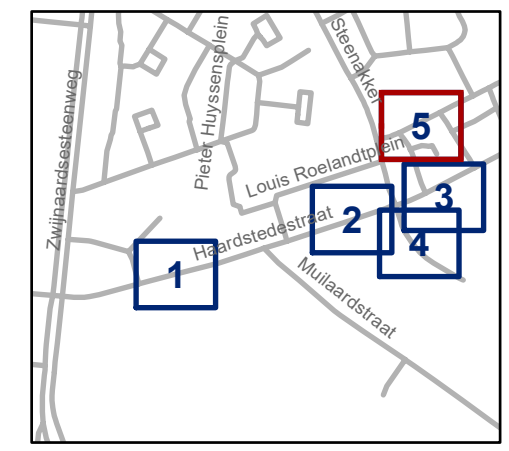 Zwijnaardsesteenweg
Pieter Huyssensplein
Steenakker
Louis Roelandtplein
Haardstedestraat
Muilaardstraat
5
3
2
4
1